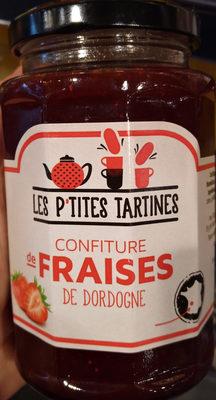 LES P'TITES TARTINES
CONFITURE
de FRAISES
DE DORDOGNE